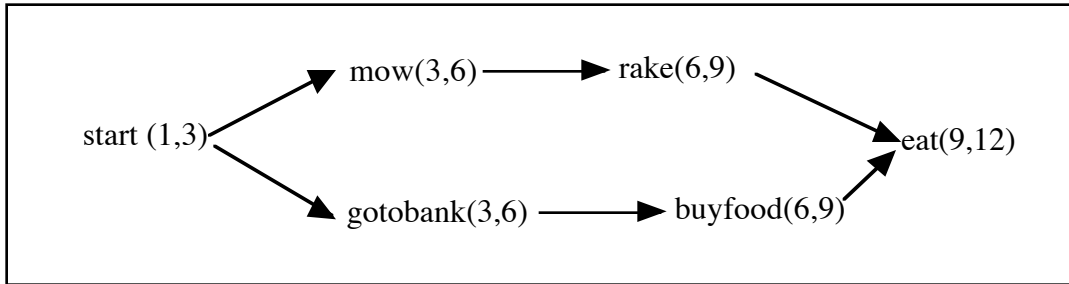 mow(3,6) rake(6,9)
start (1,3) eat(9,12)
gotobank(3,6) buyfood(6,9)